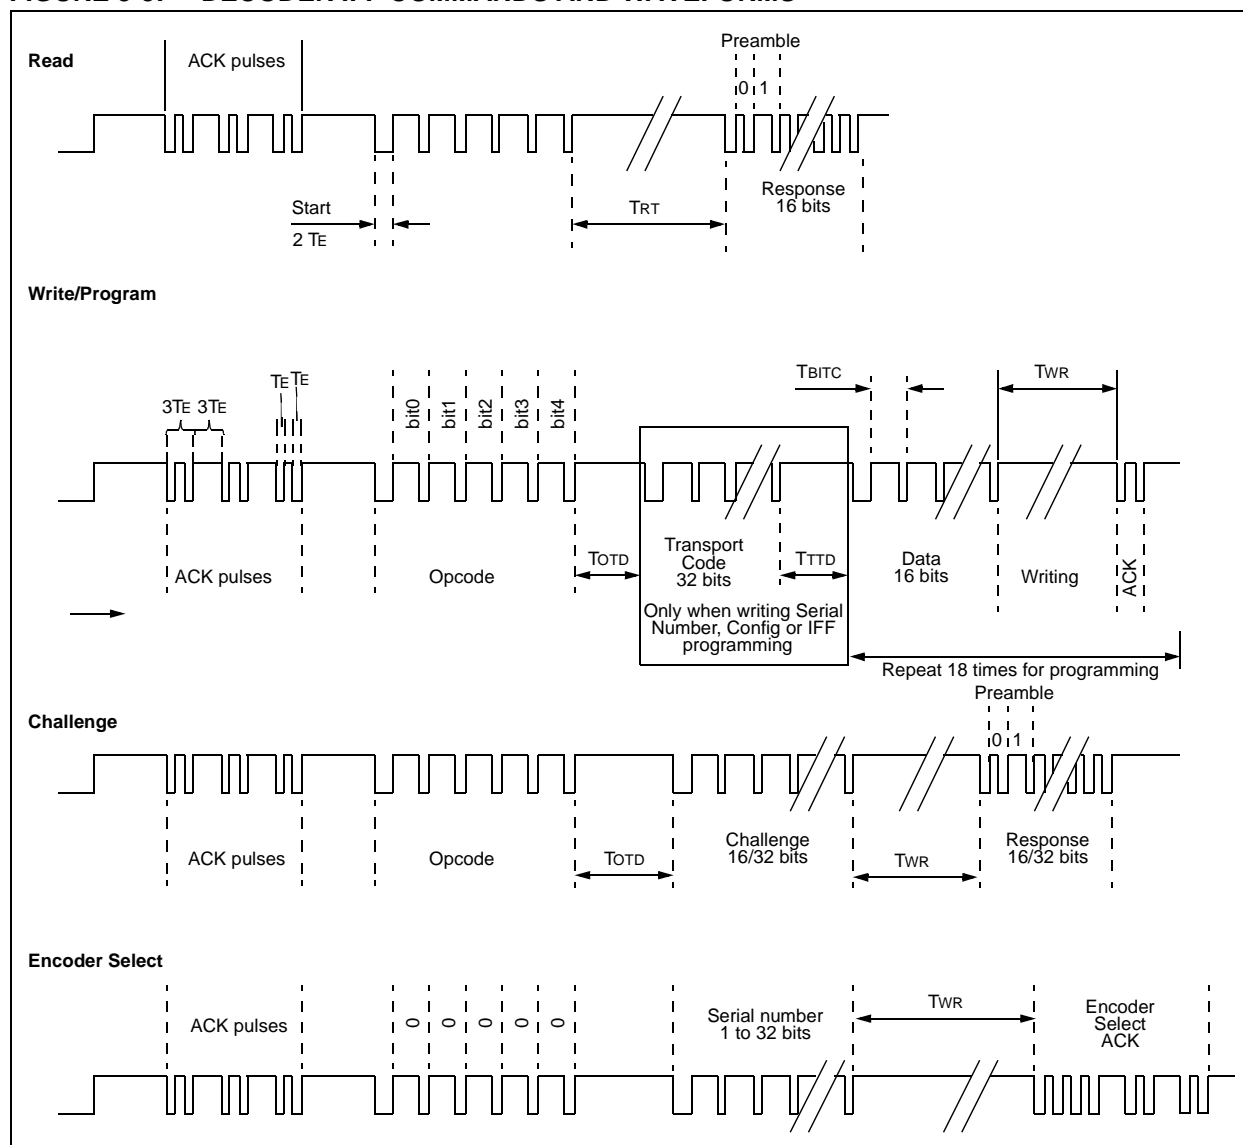 Preamble
Read
ACK pulses
0 1
Response
16 bits
Start
TRT
2 TE
Write/Program
TBITC
TWR
TE TE
3TE 3TE
bit0
bit1
bit2
bit3
bit4
TOTD
Transport
Code
32 bits
TTTD
Data
16 bits
Writing
ACK
ACK pulses
Opcode
Only when writing Serial
Number, Config or IFF
programming
Repeat 18 times for programming
Preamble
Challenge
0 1
ACK pulses
Opcode
TOTD
Challenge
16/32 bits
TWR
Response
16/32 bits
Encoder Select
ACK pulses
0
0
0
0
0
Serial number
1 to 32 bits
TWR
Encoder
Select
ACK